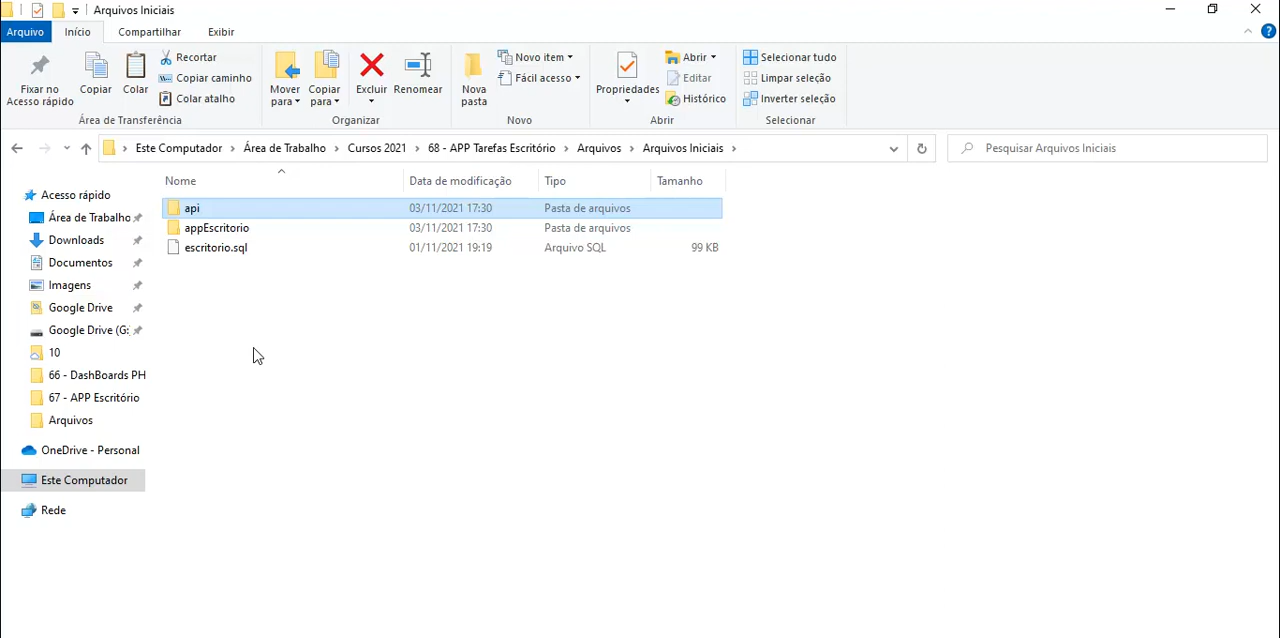 Arquivos Iniciais
Arquivo Início Compartilhar Exibir
Fixar no
Acesso rápido
Copiar
Colar
Recortar
Copiar caminho
Colar atalho
Área de Transferência
Mover
para
Copiar
para
Excluir
Renomear
Organizar
Nova
pasta
Novo item
Fácil acesso
Novo
Propriedades
Abrir
Editar
Histórico
Abrir
Selecionar tudo
Limpar seleção
Inverter seleção
Selecionar
Este Computador > Área de Trabalho > Cursos 2021 > 68 - APP Tarefas Escritório > Arquivos > Arquivos Iniciais >
Pesquisar Arquivos Iniciais
Acesso rápido
Área de Trabalho
Downloads
Documentos
Imagens
Google Drive
Google Drive (G:
10
66 - DashBoards PH
67 - APP Escritório
Arquivos
OneDrive - Personal
Este Computador
Rede
Nome Data de modificação Tipo Tamanho
api 03/11/2021 17:30 Pasta de arquivos
appEscritorio 03/11/2021 17:30 Pasta de arquivos
escritorio.sql 01/11/2021 19:19 Arquivo SQL 99 KB